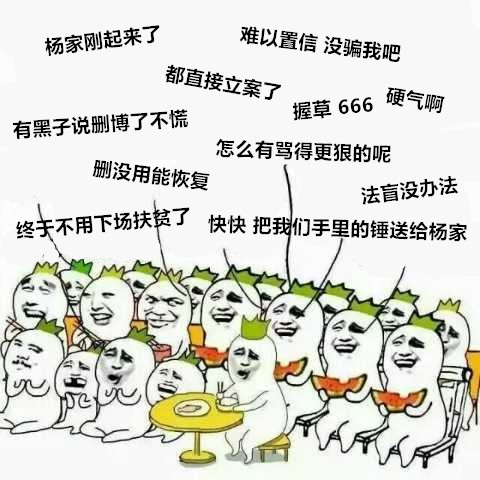 杨家刚起来了
难以置信 没骗我吧
都直接立案了
握草 666
硬气啊
有黑子说删博了不慌
怎么有骂得更狠的呢
删没用能恢复
法盲没办法
终于不用下场扶贫了
快快 把我们手里的锤送给杨家